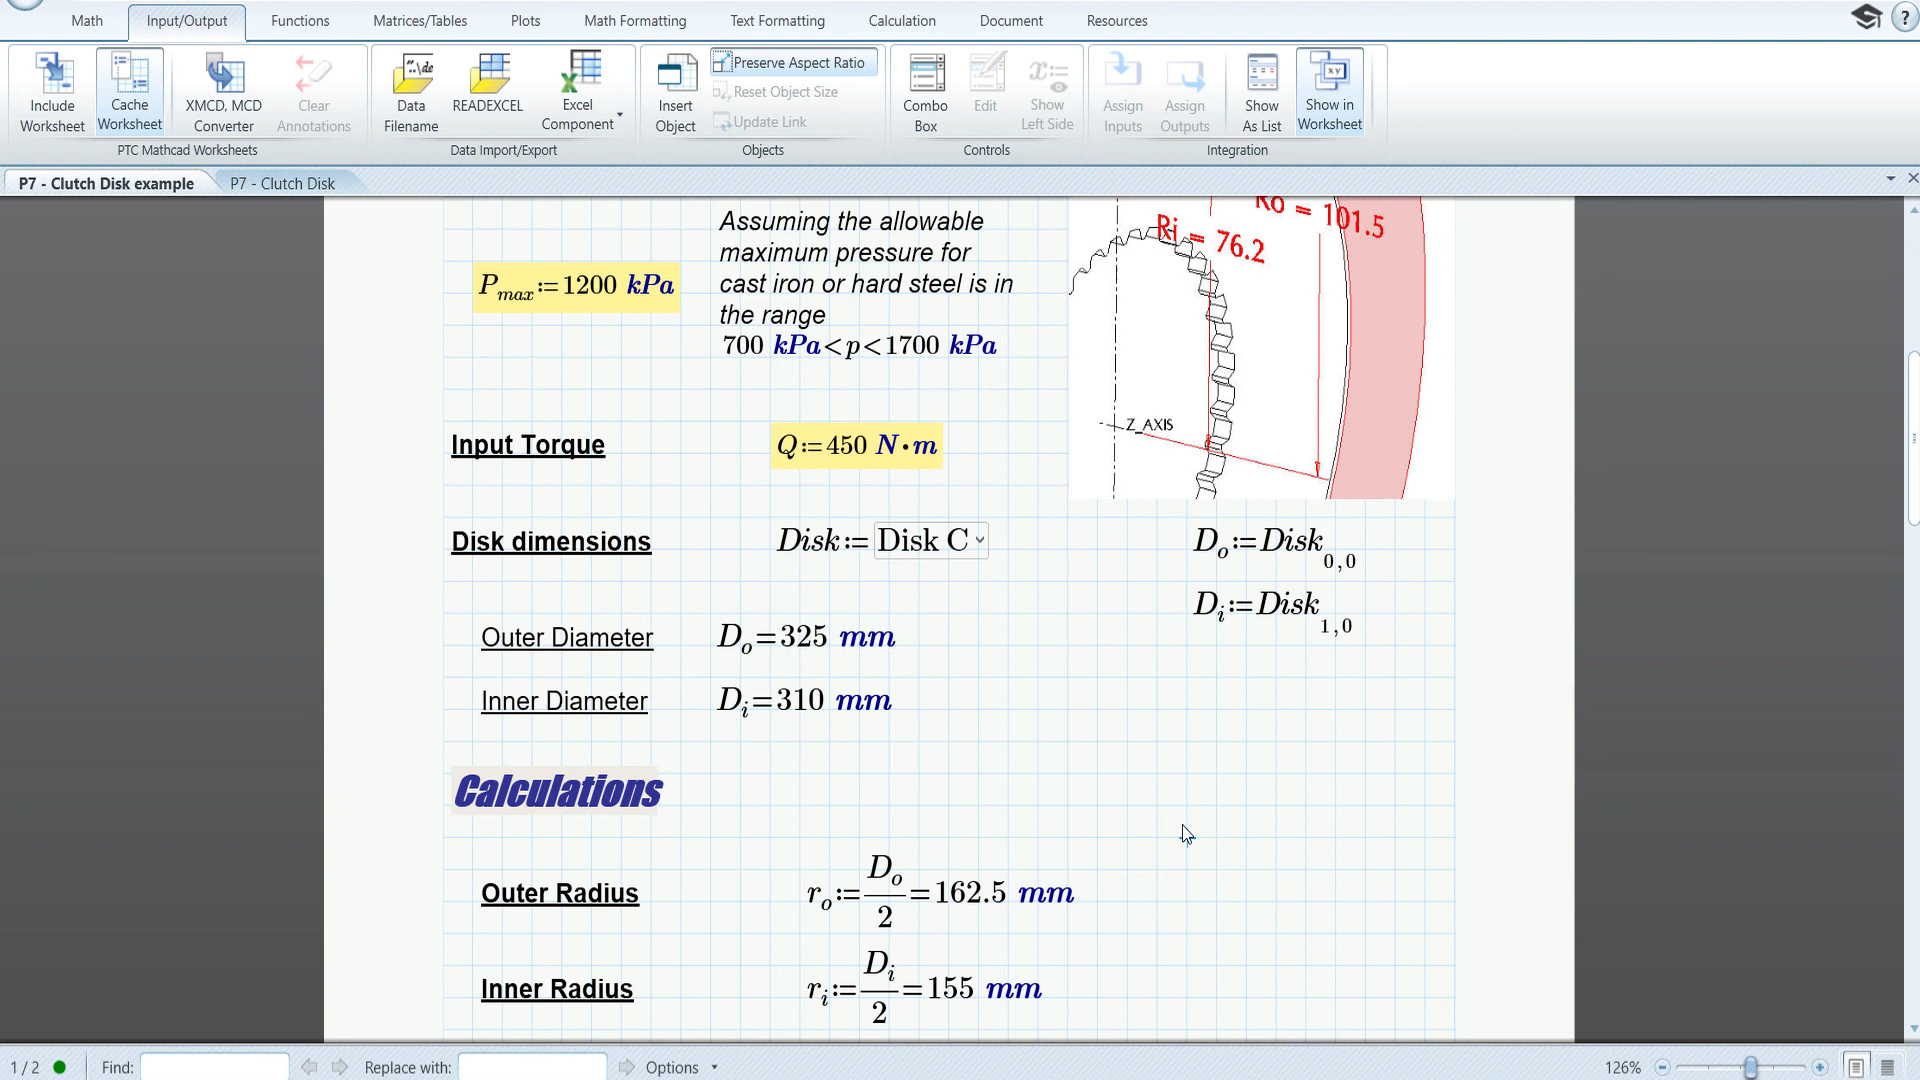 Math Input/Output Functions Matrices/Tables Plots Math Formatting Text Formatting Calculation Document Resources
?
Include Worksheet
Cache Worksheet
XMCD, MCD Converter
Clear Annotations
PTC Mathcad Worksheets
Data Filename
READEXCEL
Excel Component
Data Import/Export
Insert Object
Preserve Aspect Ratio
Reset Object Size
Update Link
Objects
Combo Box
Edit
Show Left Side
Controls
Assign Inputs
Assign Outputs
Show As List
Show in Worksheet
Integration
P7 - Clutch Disk example P7 - Clutch Disk
Assuming the allowable
maximum pressure for
cast iron or hard steel is in
the range
700 kPa<p<1700 kPa
P_max:=1200 kPa
Ro = 101.5
Ri = 76.2
Z_AXIS
Input Torque Q:=450 N•m
Disk dimensions Disk:= Disk C D_o:=Disk_0,0
D_i:=Disk_1,0
Outer Diameter D_o=325 mm
Inner Diameter D_i=310 mm
Calculations
Outer Radius r_o:=D_o/2=162.5 mm
Inner Radius r_i:=D_i/2=155 mm
1 / 2 Find: Replace with: Options 126%